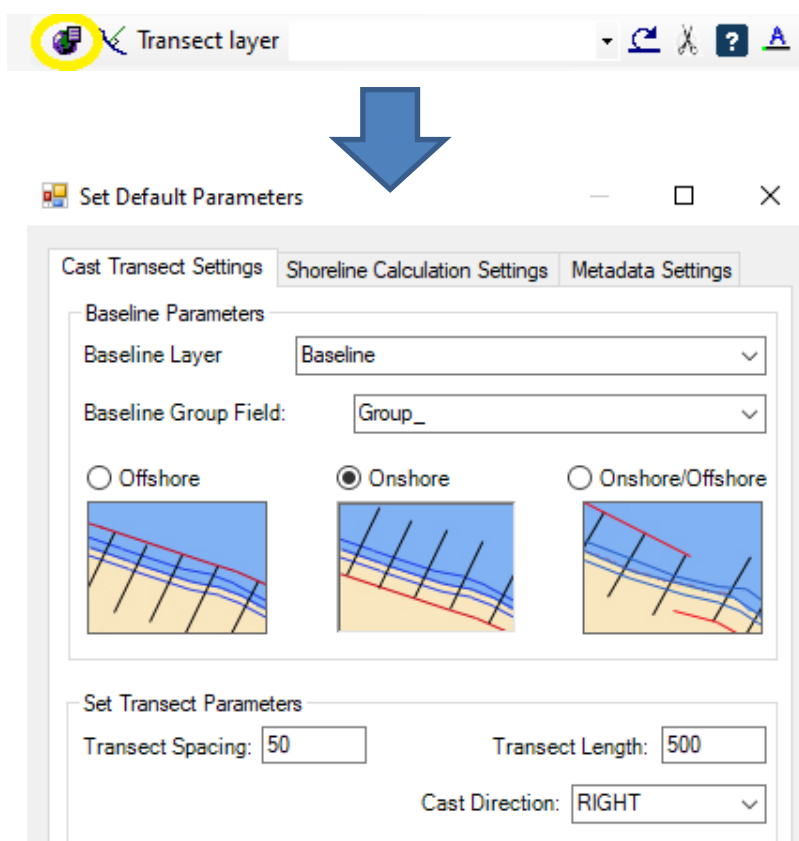 Transect layer
? A
Set Default Parameters
Cast Transect Settings Shoreline Calculation Settings Metadata Settings
Baseline Parameters
Baseline Layer Baseline
Baseline Group Field: Group_
Offshore Onshore Onshore/Offshore
Set Transect Parameters
Transect Spacing: 50 Transect Length: 500
Cast Direction: RIGHT